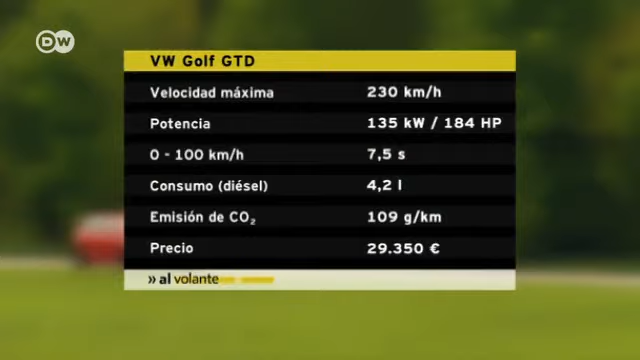 DW
VW Golf GTD
Velocidad máxima 230 km/h
Potencia 135 kW / 184 HP
0 - 100 km/h 7,5 s
Consumo (diésel) 4,2 l
Emisión de CO₂ 109 g/km
Precio 29.350 €
» al volante